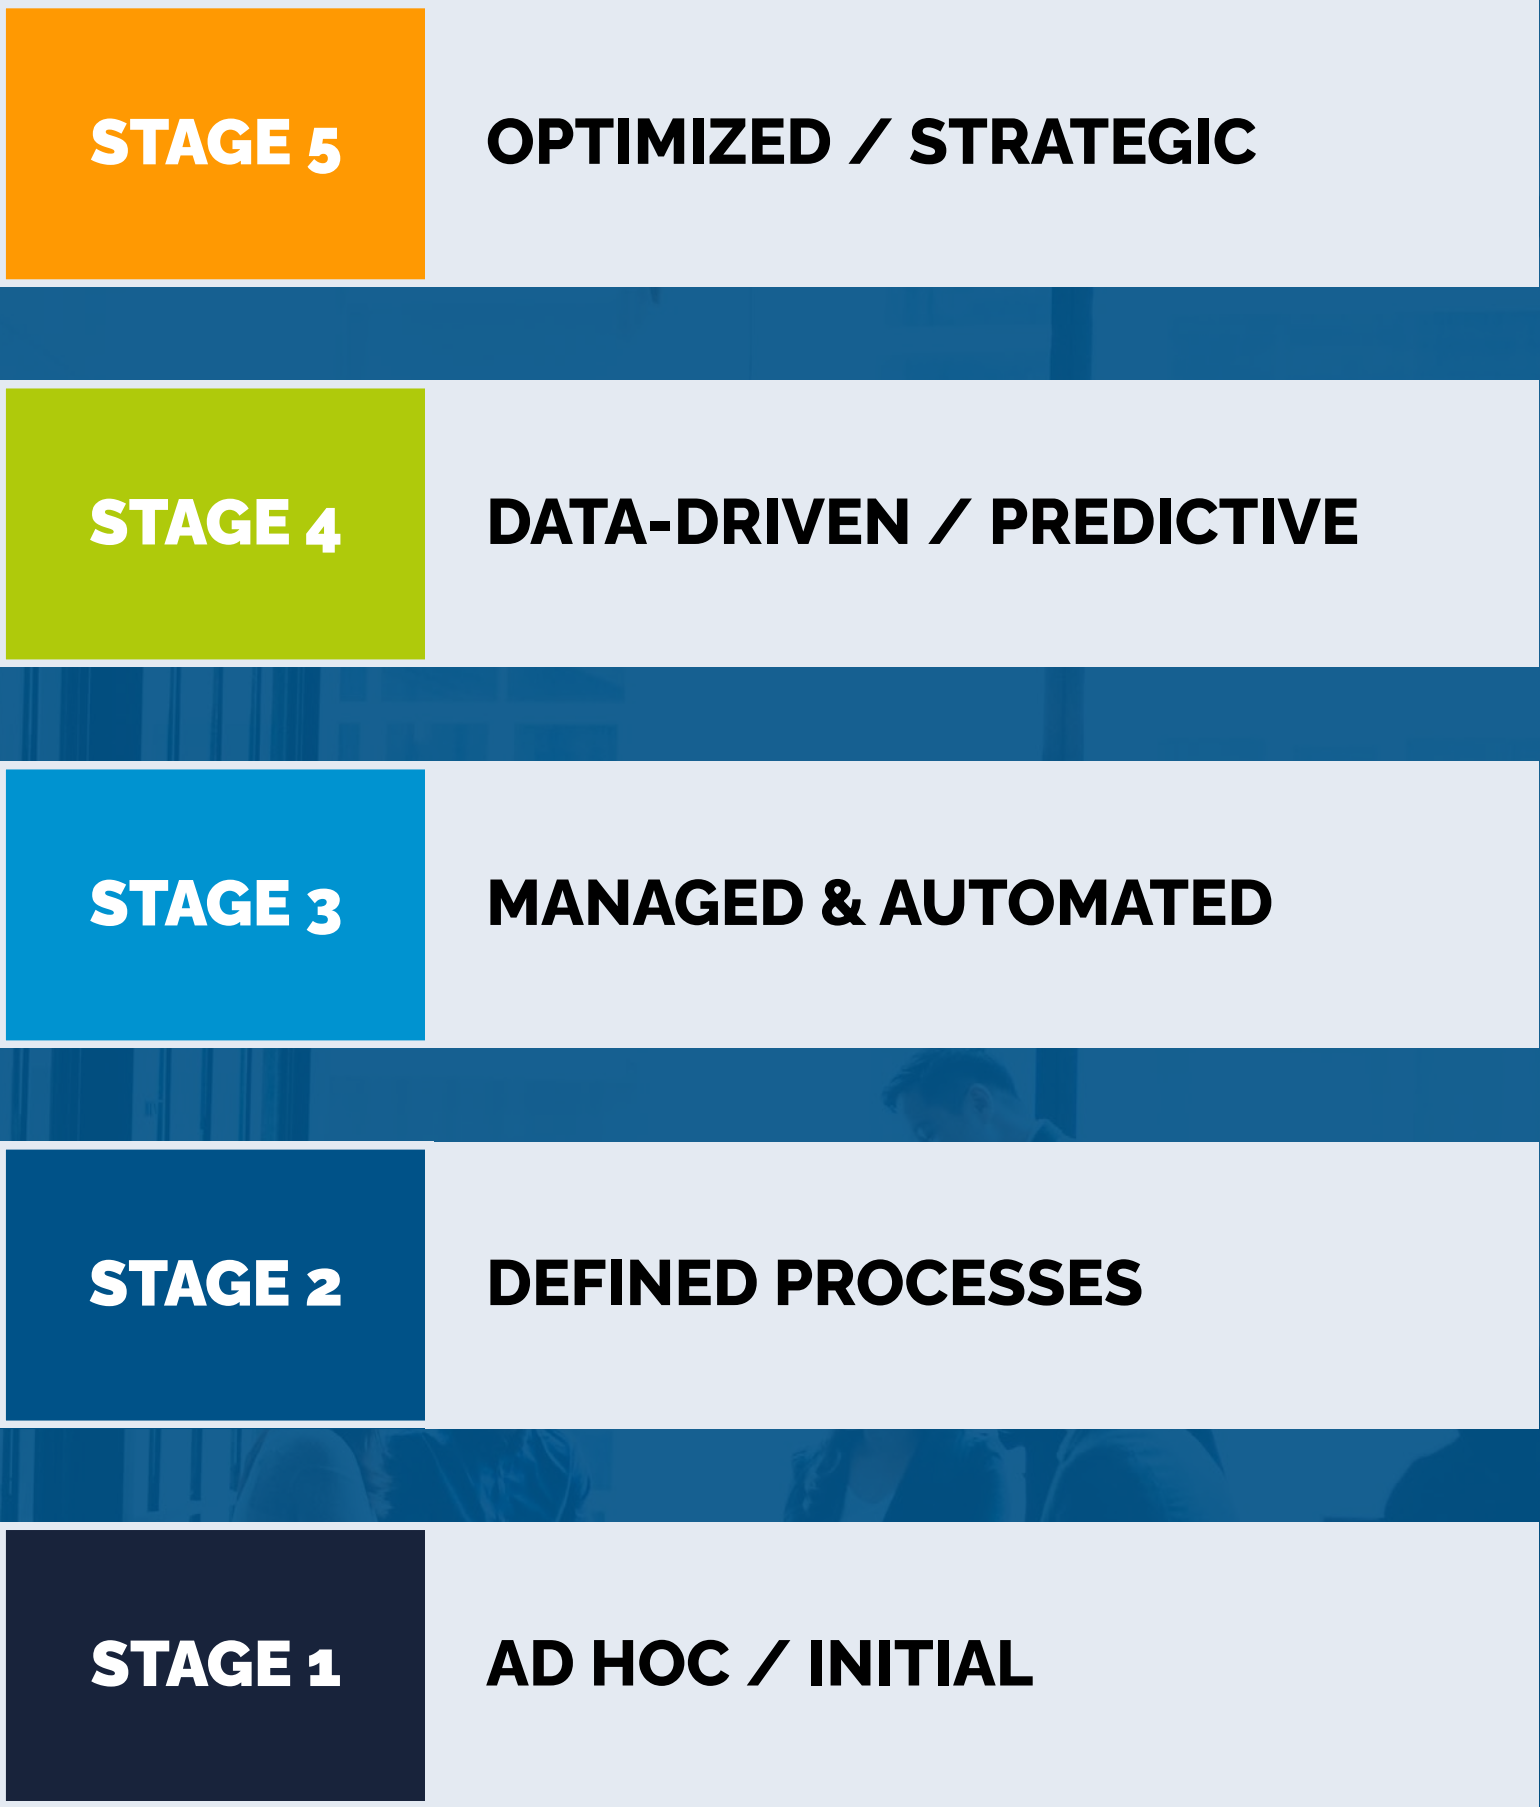 STAGE 5
OPTIMIZED / STRATEGIC
STAGE 4
DATA-DRIVEN / PREDICTIVE
STAGE 3
MANAGED & AUTOMATED
STAGE 2
DEFINED PROCESSES
STAGE 1
AD HOC / INITIAL